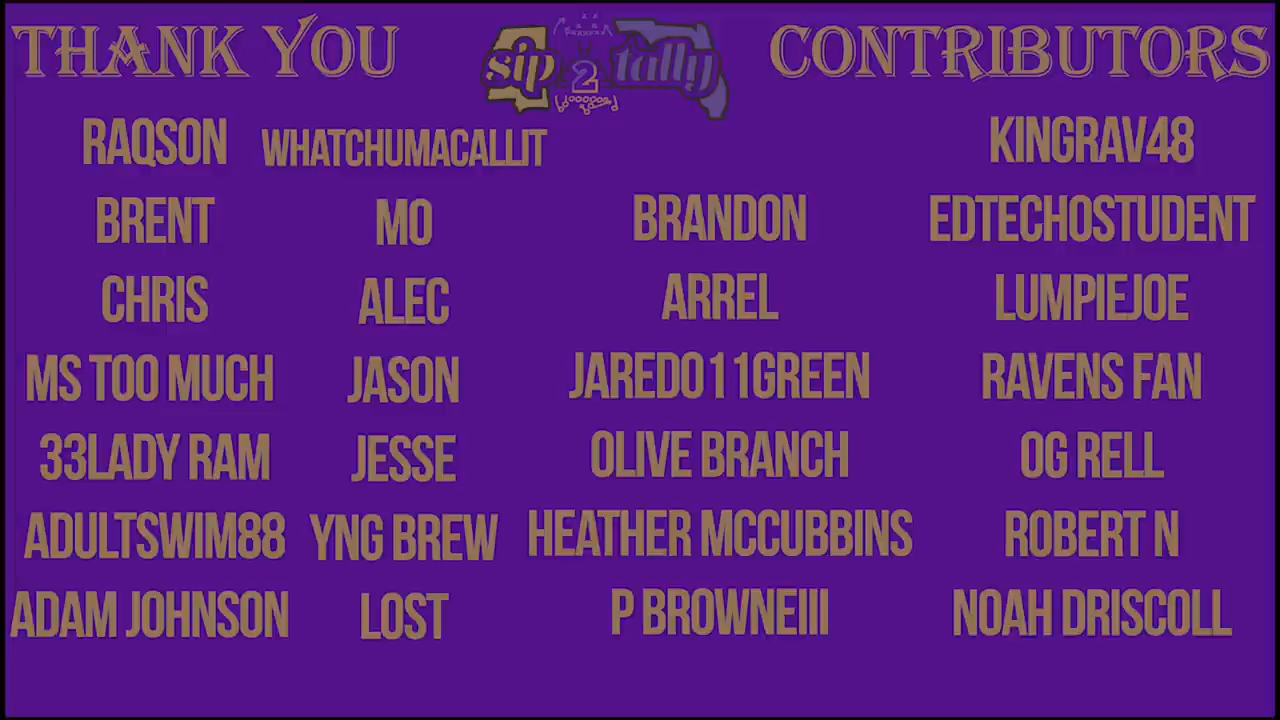 THANK YOU
sip 2 tally
CONTRIBUTORS
RAQSON
WHATCHUMACALLIT
KINGRAV48
BRENT
MO
BRANDON
EDTECHOSTUDENT
CHRIS
ALEC
ARREL
LUMPIEJOE
MS TOO MUCH
JASON
JAREDO11GREEN
RAVENS FAN
33LADY RAM
JESSE
OLIVE BRANCH
OG RELL
ADULTSWIM88
YNG BREW
HEATHER MCCUBBINS
ROBERT N
ADAM JOHNSON
LOST
P BROWNEIII
NOAH DRISCOLL